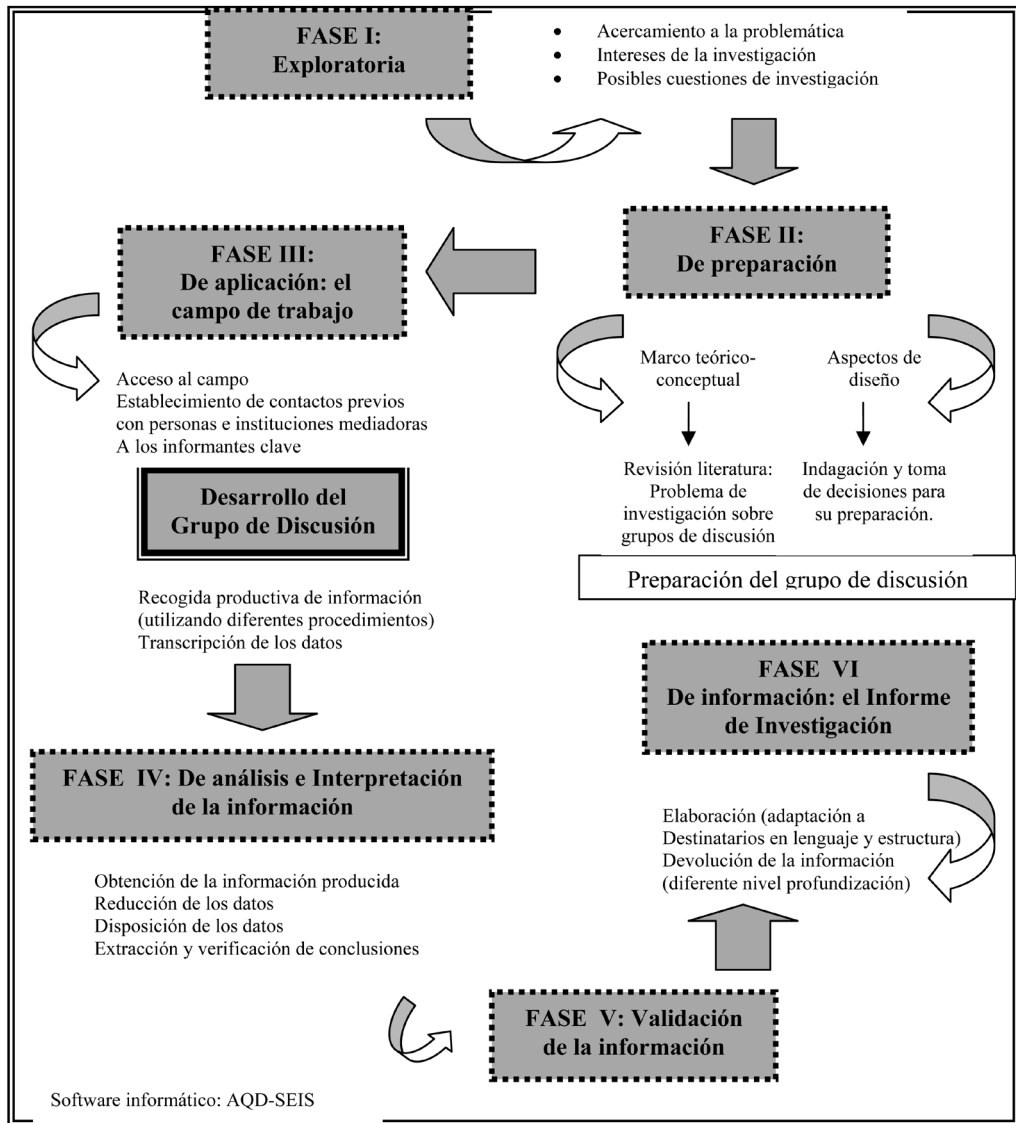 FASE I:
Exploratoria
• Acercamiento a la problemática
• Intereses de la investigación
• Posibles cuestiones de investigación
FASE II:
De preparación
Marco teórico-
conceptual
Revisión literatura:
Problema de
investigación sobre
grupos de discusión
Aspectos de
diseño
Indagación y toma
de decisiones para
su preparación.
Preparación del grupo de discusión
FASE III:
De aplicación: el
campo de trabajo
Acceso al campo
Establecimiento de contactos previos
con personas e instituciones mediadoras
A los informantes clave
Desarrollo del
Grupo de Discusión
Recogida productiva de información
(utilizando diferentes procedimientos)
Transcripción de los datos
FASE IV: De análisis e Interpretación
de la información
Obtención de la información producida
Reducción de los datos
Disposición de los datos
Extracción y verificación de conclusiones
FASE V: Validación
de la información
FASE VI
De información: el Informe
de Investigación
Elaboración (adaptación a
Destinatarios en lenguaje y estructura)
Devolución de la información
(diferente nivel profundización)
Software informático: AQD-SEIS